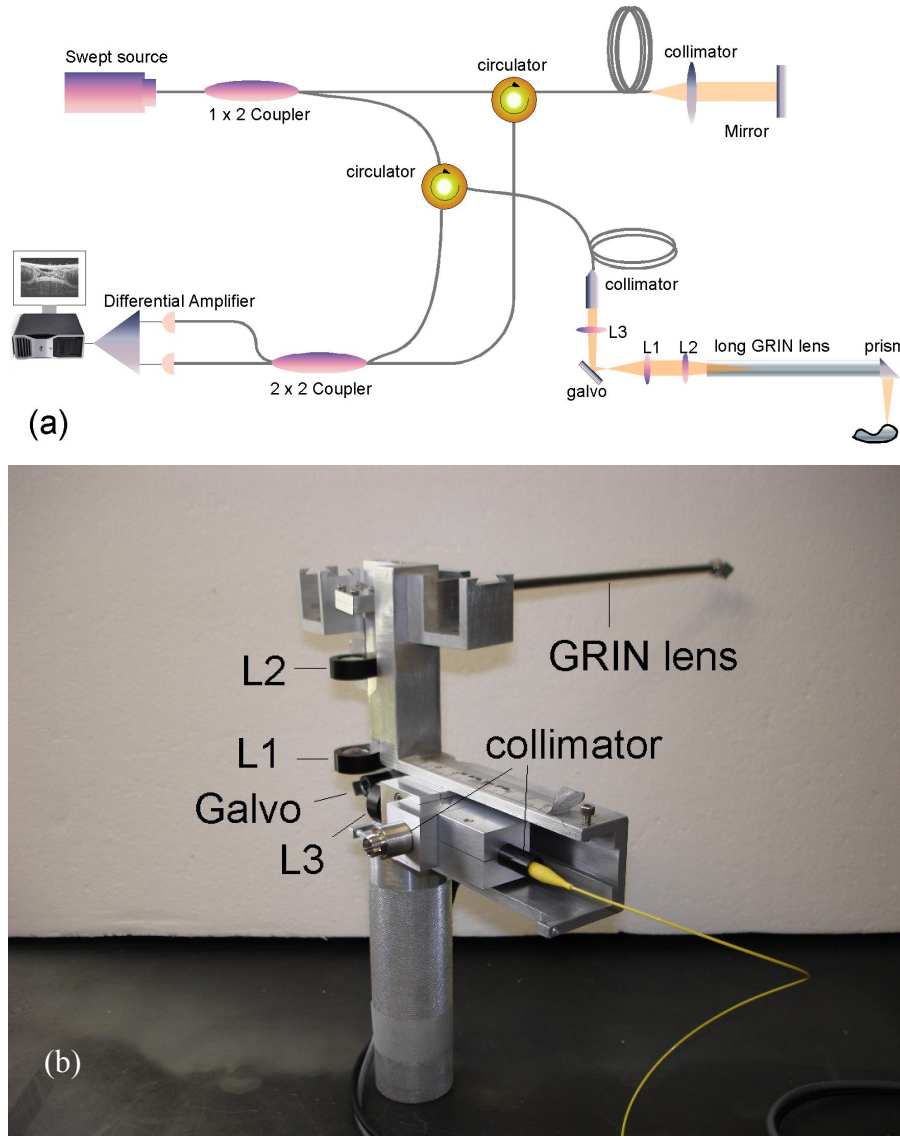 Swept source
1 x 2 Coupler
circulator
collimator
Mirror
circulator
collimator
Differential Amplifier
2 x 2 Coupler
L3
galvo
L1
L2
long GRIN lens
prism
(a)
L2
L1
Galvo
L3
collimator
GRIN lens
(b)